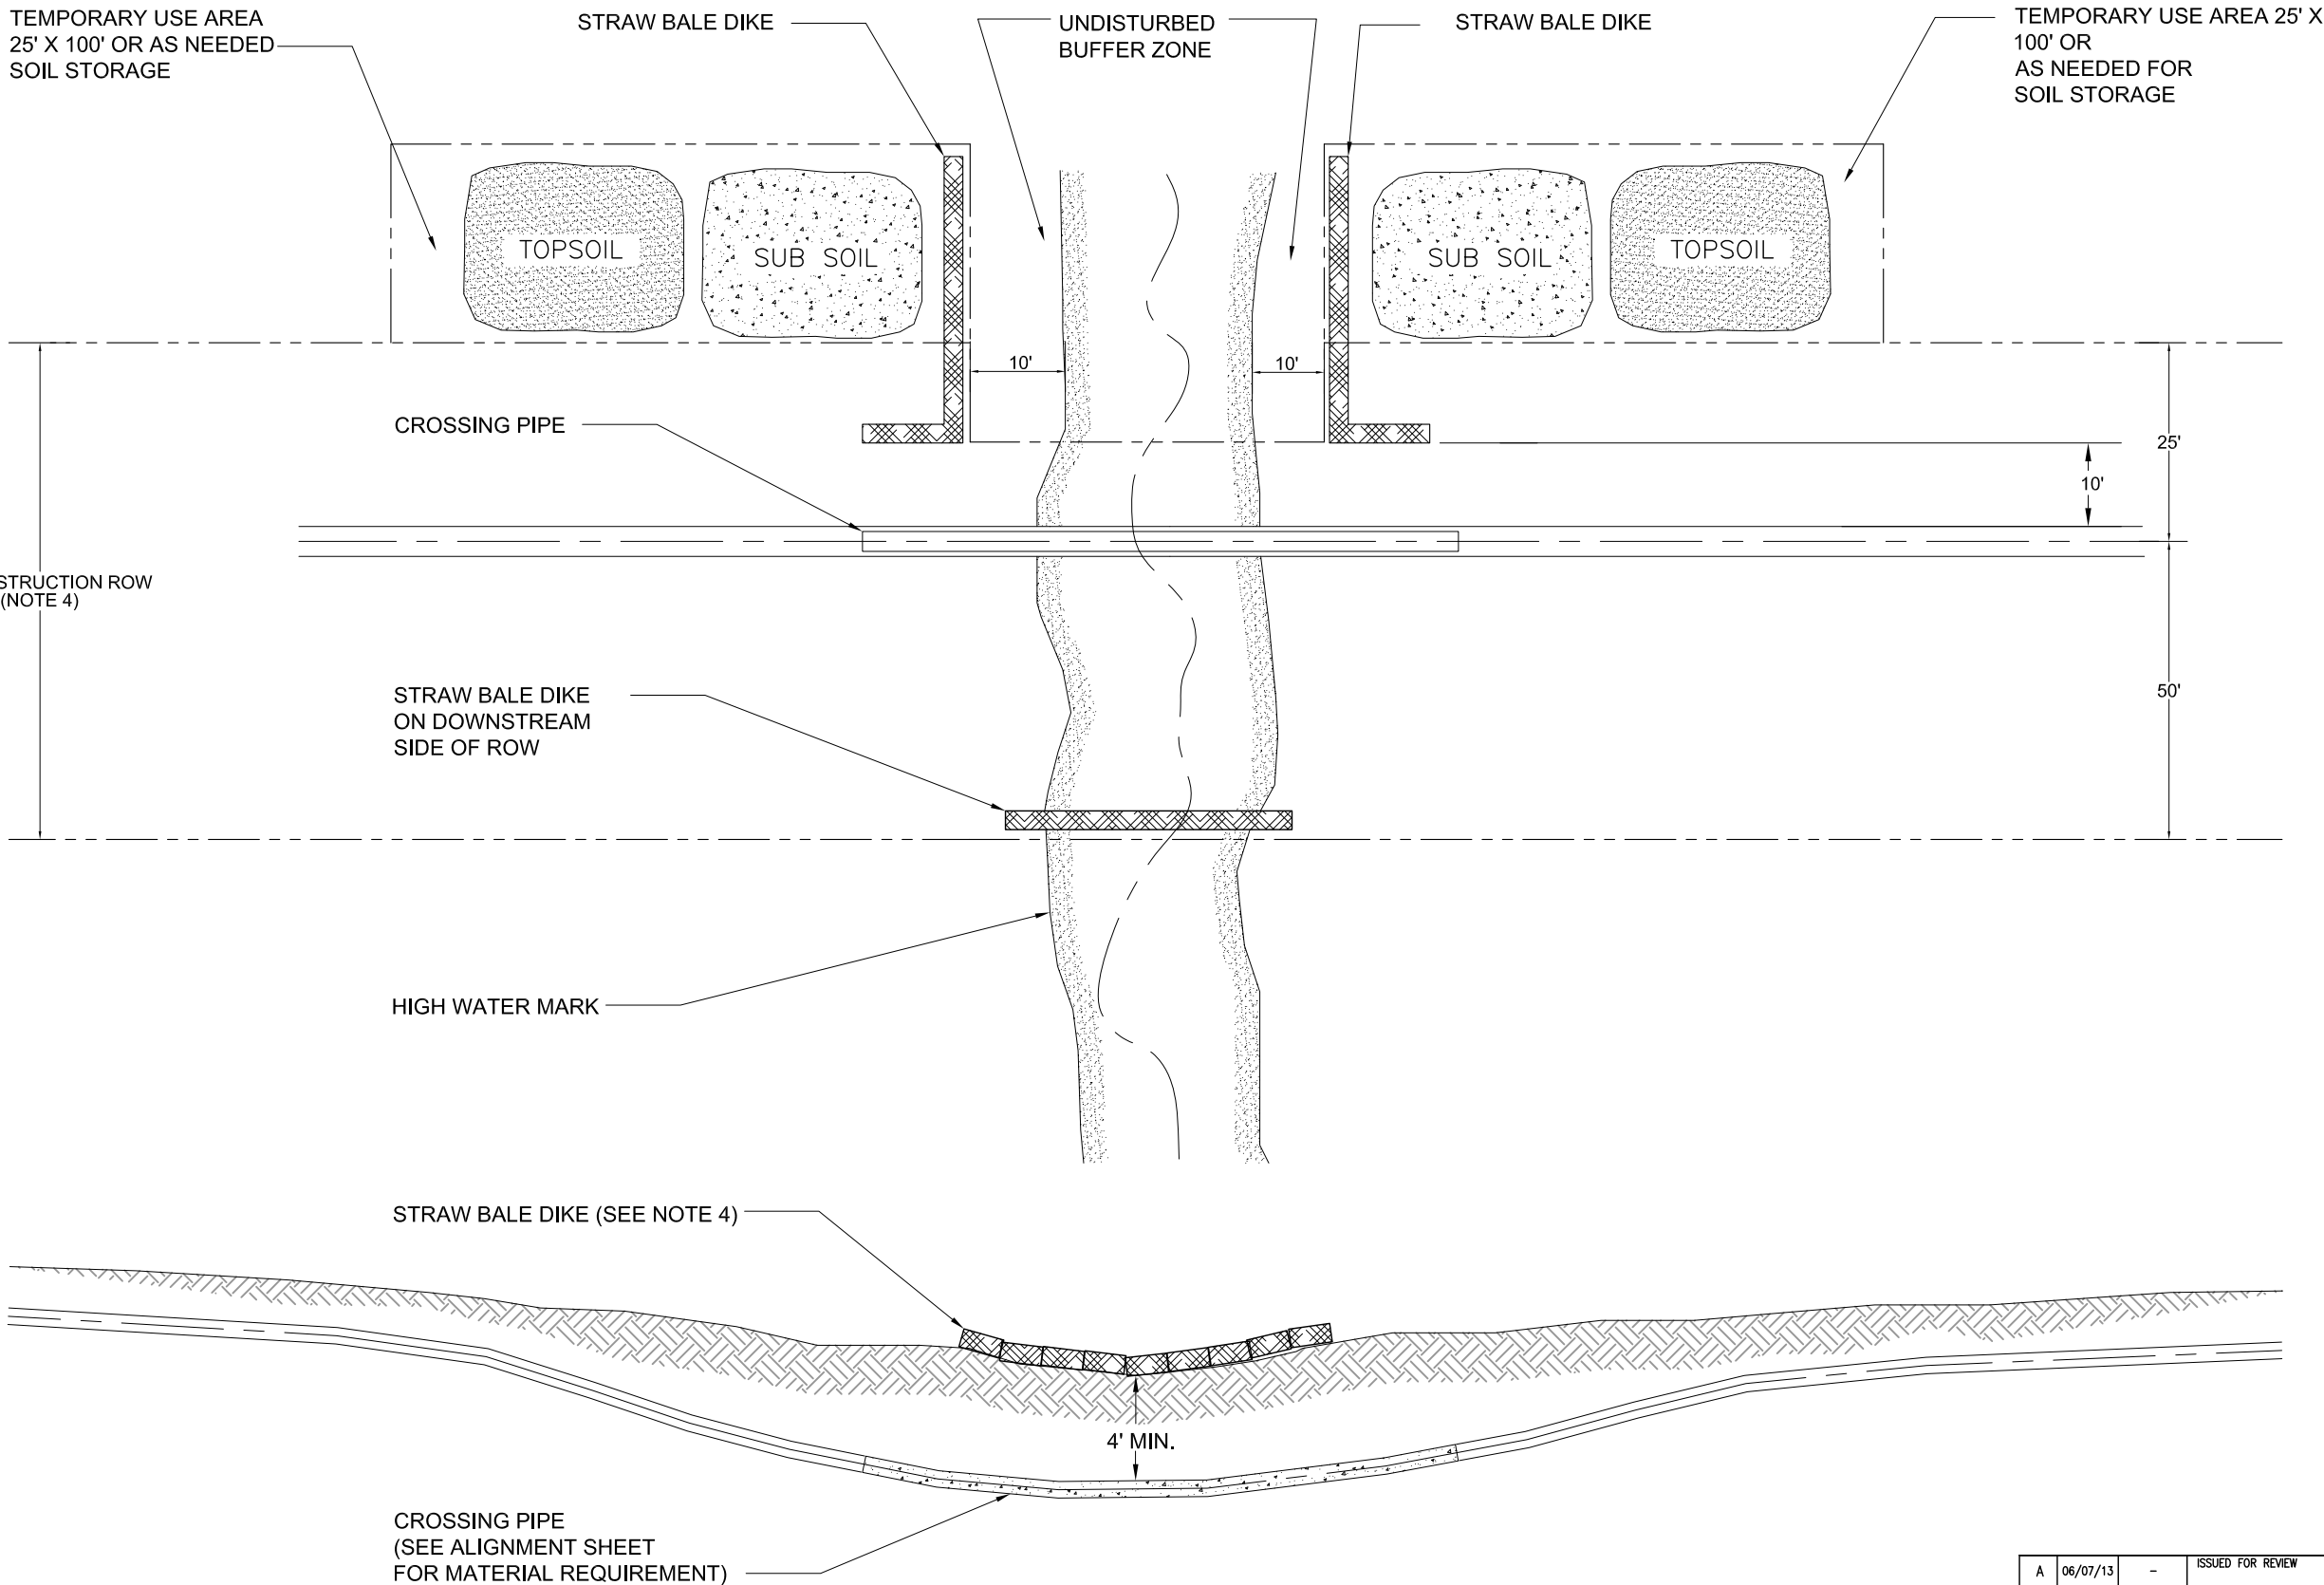 TEMPORARY USE AREA
25' X 100' OR AS NEEDED
SOIL STORAGE
STRAW BALE DIKE
UNDISTURBED
BUFFER ZONE
STRAW BALE DIKE
TEMPORARY USE AREA 25' X
100' OR
AS NEEDED FOR
SOIL STORAGE
TOPSOIL
SUB SOIL
SUB SOIL
TOPSOIL
10'
10'
CROSSING PIPE
25'
10'
STRUCTION ROW
(NOTE 4)
STRAW BALE DIKE
ON DOWNSTREAM
SIDE OF ROW
50'
HIGH WATER MARK
STRAW BALE DIKE (SEE NOTE 4)
4' MIN.
CROSSING PIPE
(SEE ALIGNMENT SHEET
FOR MATERIAL REQUIREMENT)
A 06/07/13 - ISSUED FOR REVIEW